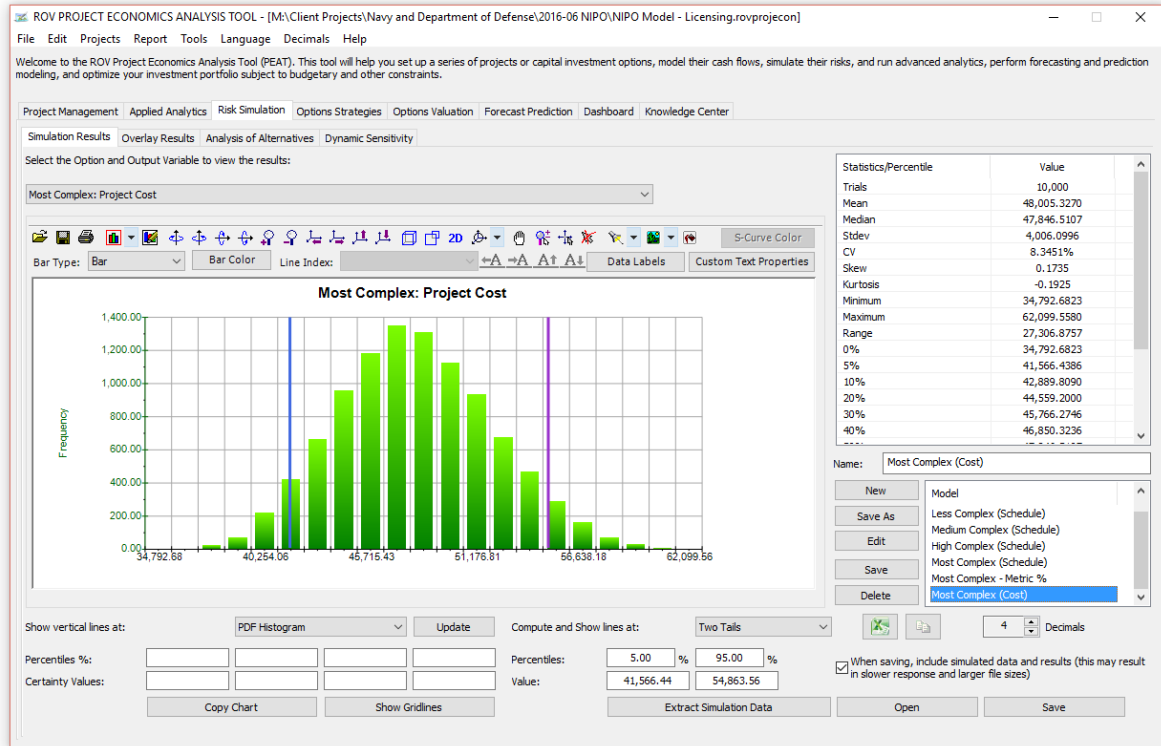 ROV PROJECT ECONOMICS ANALYSIS TOOL - [M:\Client Projects\Navy and Department of Defense\2016-06 NIPO\NIPO Model - Licensing.rovprojecon]
File Edit Projects Report Tools Language Decimals Help
Welcome to the ROV Project Economics Analysis Tool (PEAT). This tool will help you set up a series of projects or capital investment options, model their cash flows, simulate their risks, and run advanced analytics, perform forecasting and prediction
modeling, and optimize your investment portfolio subject to budgetary and other constraints.
Project Management Applied Analytics Risk Simulation Options Strategies Options Valuation Forecast Prediction Dashboard Knowledge Center
Simulation Results Overlay Results Analysis of Alternatives Dynamic Sensitivity
Select the Option and Output Variable to view the results:
Most Complex: Project Cost
2D S-Curve Color
Bar Type: Bar Bar Color Line Index: A A A A Data Labels Custom Text Properties
Most Complex: Project Cost
Frequency
1,400.00
1,200.00
1,000.00
800.00
600.00
400.00
200.00
0.00
34,792.68 40,254.06 45,715.43 51,176.81 56,638.18 62,099.56
Statistics/Percentile Value
Trials 10,000
Mean 48,005.3270
Median 47,846.5107
Stdev 4,006.0996
CV 8.3451%
Skew 0.1735
Kurtosis -0.1925
Minimum 34,792.6823
Maximum 62,099.5580
Range 27,306.8757
0% 34,792.6823
5% 41,566.4386
10% 42,889.8090
20% 44,559.2000
30% 45,766.2746
40% 46,850.3236
Name: Most Complex (Cost)
New
Save As
Edit
Save
Delete
Model
Less Complex (Schedule)
Medium Complex (Schedule)
High Complex (Schedule)
Most Complex (Schedule)
Most Complex - Metric %
Most Complex (Cost)
Show vertical lines at: PDF Histogram Update Compute and Show lines at: Two Tails 4 Decimals
Percentiles %: Percentiles: 5.00 % 95.00 %
Certainty Values: Value: 41,566.44 54,863.56
When saving, include simulated data and results (this may result
in slower response and larger file sizes)
Copy Chart Show Gridlines Extract Simulation Data Open Save